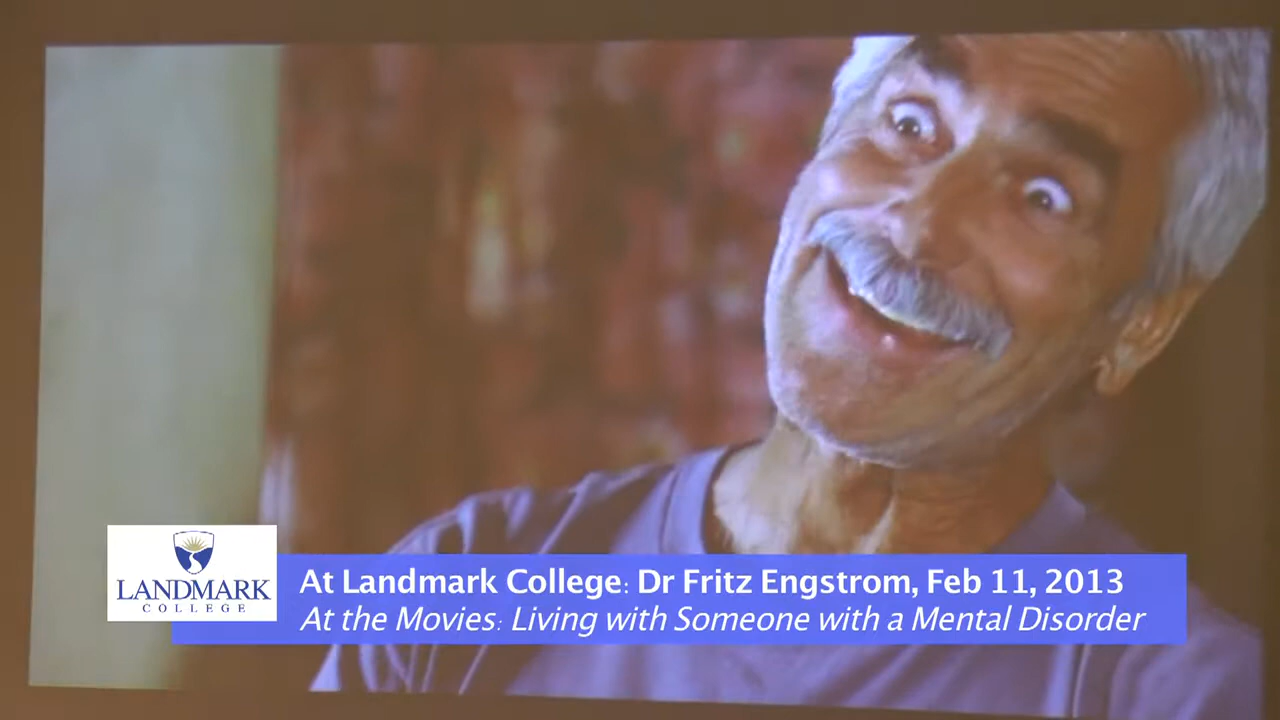 LANDMARK
COLLEGE
At Landmark College: Dr Fritz Engstrom, Feb 11, 2013
At the Movies: Living with Someone with a Mental Disorder